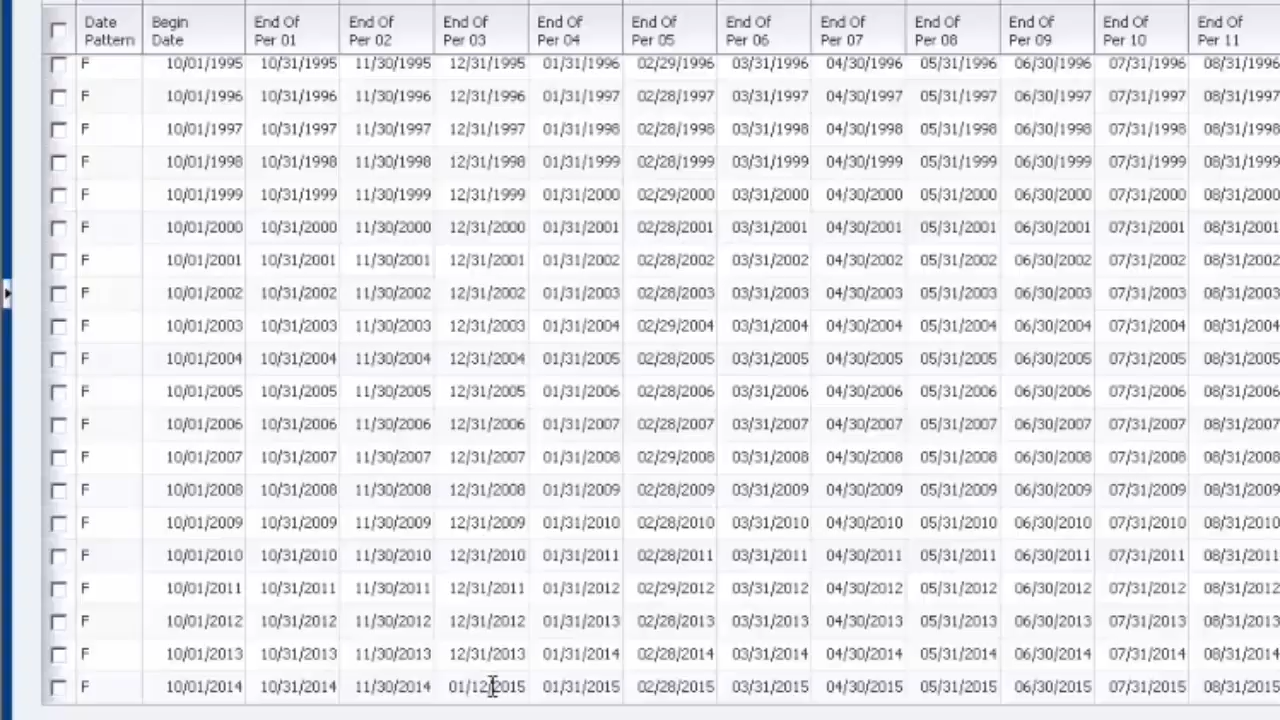 Date Pattern Begin Date End Of Per 01 End Of Per 02 End Of Per 03 End Of Per 04 End Of Per 05 End Of Per 06 End Of Per 07 End Of Per 08 End Of Per 09 End Of Per 10 End Of Per 11
F 10/01/1995 10/31/1995 11/30/1995 12/31/1995 01/31/1996 02/29/1996 03/31/1996 04/30/1996 05/31/1996 06/30/1996 07/31/1996 08/31/1996
F 10/01/1996 10/31/1996 11/30/1996 12/31/1996 01/31/1997 02/28/1997 03/31/1997 04/30/1997 05/31/1997 06/30/1997 07/31/1997 08/31/1997
F 10/01/1997 10/31/1997 11/30/1997 12/31/1997 01/31/1998 02/28/1998 03/31/1998 04/30/1998 05/31/1998 06/30/1998 07/31/1998 08/31/1998
F 10/01/1998 10/31/1998 11/30/1998 12/31/1998 01/31/1999 02/28/1999 03/31/1999 04/30/1999 05/31/1999 06/30/1999 07/31/1999 08/31/1999
F 10/01/1999 10/31/1999 11/30/1999 12/31/1999 01/31/2000 02/29/2000 03/31/2000 04/30/2000 05/31/2000 06/30/2000 07/31/2000 08/31/2000
F 10/01/2000 10/31/2000 11/30/2000 12/31/2000 01/31/2001 02/28/2001 03/31/2001 04/30/2001 05/31/2001 06/30/2001 07/31/2001 08/31/2001
F 10/01/2001 10/31/2001 11/30/2001 12/31/2001 01/31/2002 02/28/2002 03/31/2002 04/30/2002 05/31/2002 06/30/2002 07/31/2002 08/31/2002
F 10/01/2002 10/31/2002 11/30/2002 12/31/2002 01/31/2003 02/28/2003 03/31/2003 04/30/2003 05/31/2003 06/30/2003 07/31/2003 08/31/2003
F 10/01/2003 10/31/2003 11/30/2003 12/31/2003 01/31/2004 02/29/2004 03/31/2004 04/30/2004 05/31/2004 06/30/2004 07/31/2004 08/31/2004
F 10/01/2004 10/31/2004 11/30/2004 12/31/2004 01/31/2005 02/28/2005 03/31/2005 04/30/2005 05/31/2005 06/30/2005 07/31/2005 08/31/2005
F 10/01/2005 10/31/2005 11/30/2005 12/31/2005 01/31/2006 02/28/2006 03/31/2006 04/30/2006 05/31/2006 06/30/2006 07/31/2006 08/31/2006
F 10/01/2006 10/31/2006 11/30/2006 12/31/2006 01/31/2007 02/28/2007 03/31/2007 04/30/2007 05/31/2007 06/30/2007 07/31/2007 08/31/2007
F 10/01/2007 10/31/2007 11/30/2007 12/31/2007 01/31/2008 02/29/2008 03/31/2008 04/30/2008 05/31/2008 06/30/2008 07/31/2008 08/31/2008
F 10/01/2008 10/31/2008 11/30/2008 12/31/2008 01/31/2009 02/28/2009 03/31/2009 04/30/2009 05/31/2009 06/30/2009 07/31/2009 08/31/2009
F 10/01/2009 10/31/2009 11/30/2009 12/31/2009 01/31/2010 02/28/2010 03/31/2010 04/30/2010 05/31/2010 06/30/2010 07/31/2010 08/31/2010
F 10/01/2010 10/31/2010 11/30/2010 12/31/2010 01/31/2011 02/28/2011 03/31/2011 04/30/2011 05/31/2011 06/30/2011 07/31/2011 08/31/2011
F 10/01/2011 10/31/2011 11/30/2011 12/31/2011 01/31/2012 02/29/2012 03/31/2012 04/30/2012 05/31/2012 06/30/2012 07/31/2012 08/31/2012
F 10/01/2012 10/31/2012 11/30/2012 12/31/2012 01/31/2013 02/28/2013 03/31/2013 04/30/2013 05/31/2013 06/30/2013 07/31/2013 08/31/2013
F 10/01/2013 10/31/2013 11/30/2013 12/31/2013 01/31/2014 02/28/2014 03/31/2014 04/30/2014 05/31/2014 06/30/2014 07/31/2014 08/31/2014
F 10/01/2014 10/31/2014 11/30/2014 01/12/2015 01/31/2015 02/28/2015 03/31/2015 04/30/2015 05/31/2015 06/30/2015 07/31/2015 08/31/2015